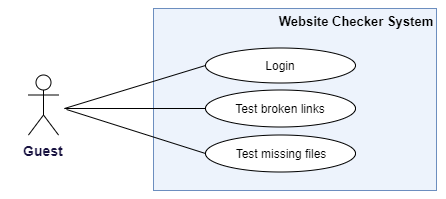 Website Checker System
Login
Test broken links
Test missing files
Guest